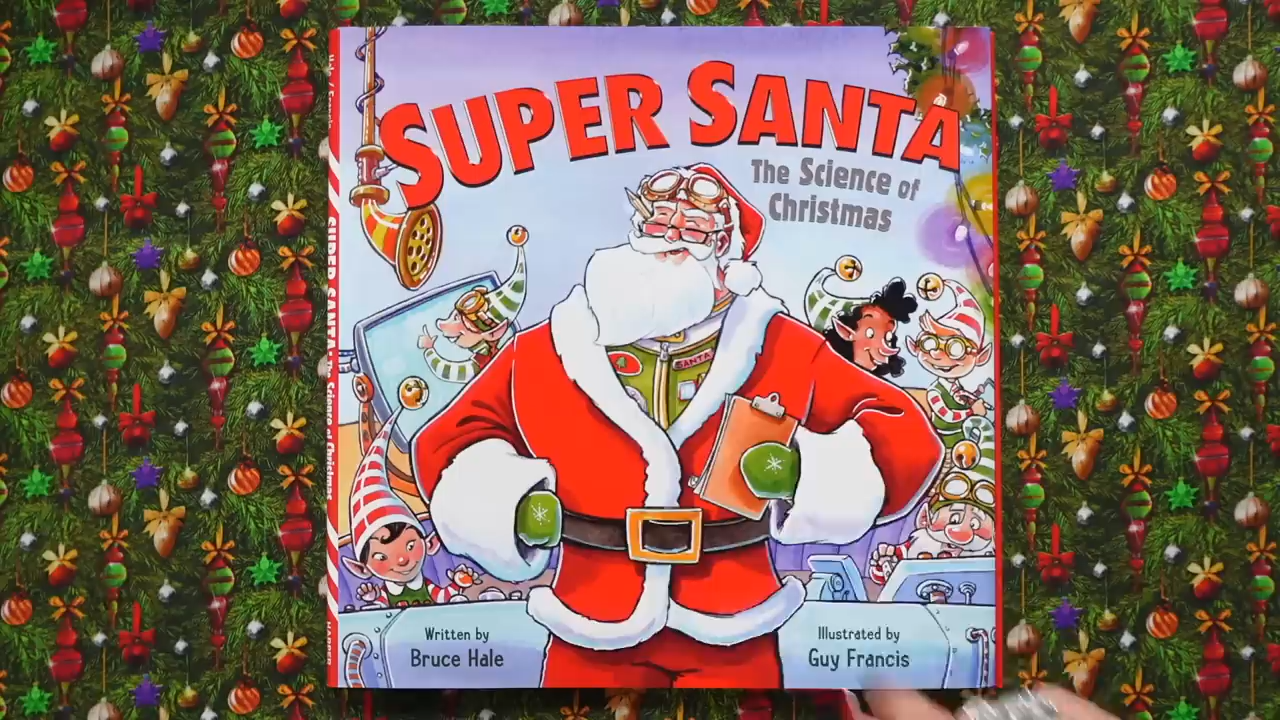 SUPER SANTA
The Science of
Christmas
SANTA
Written by
Bruce Hale
Illustrated by
Guy Francis
SUPER SANTA: The Science of Christmas
HARPER